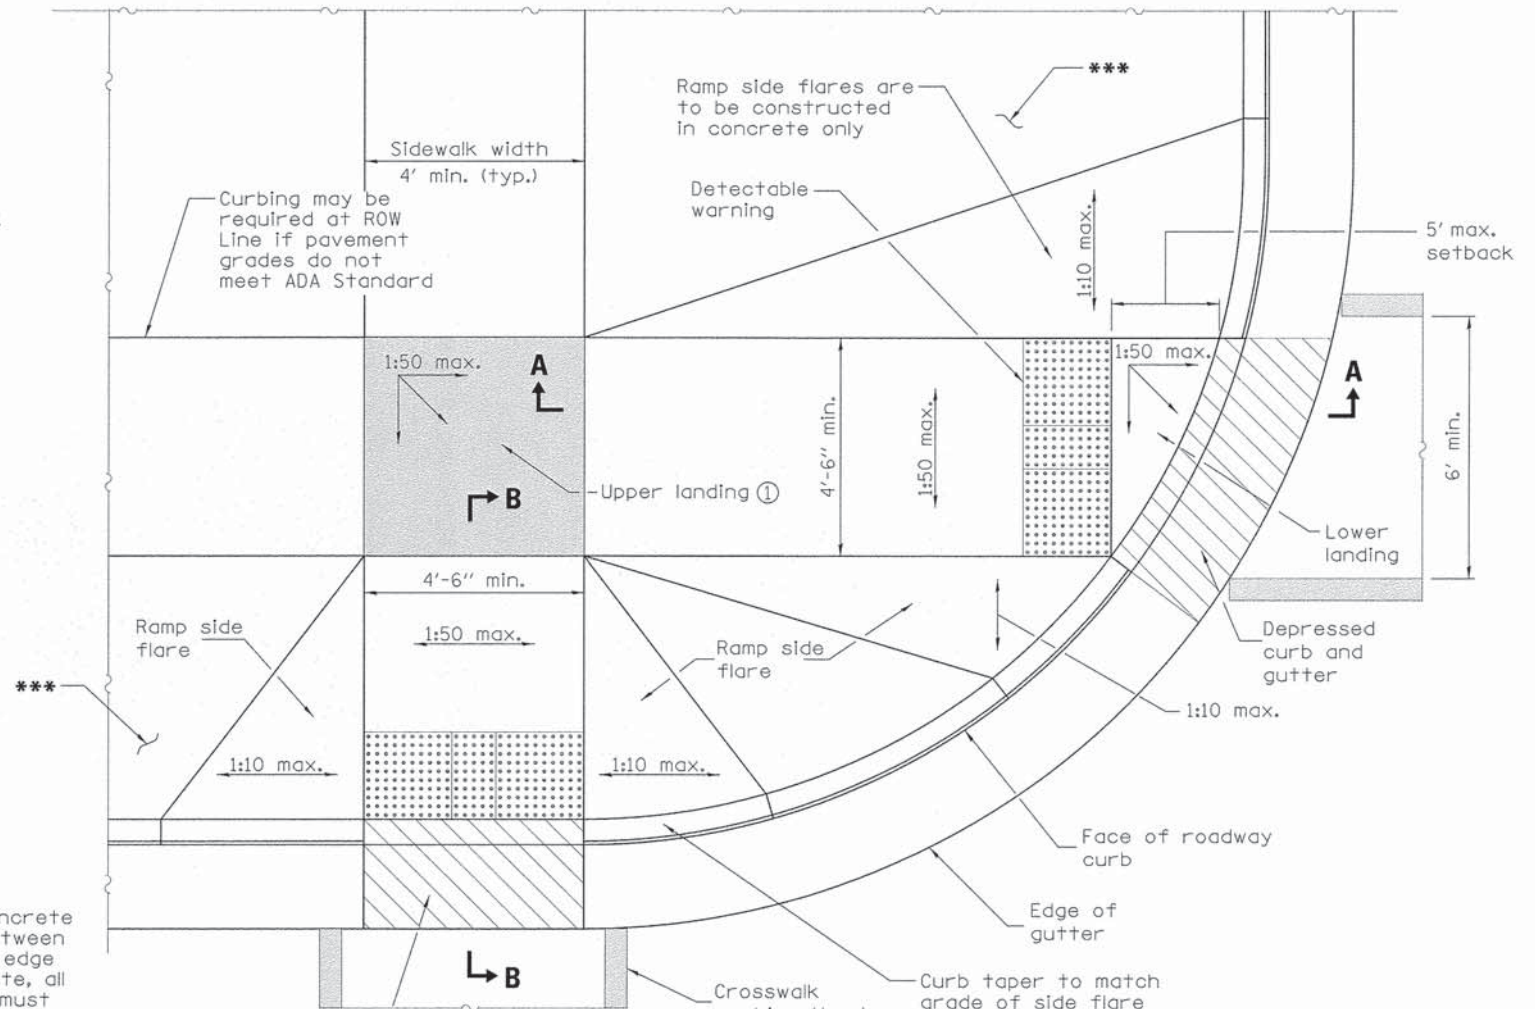 ***
Ramp side flares are
to be constructed
in concrete only
Sidewalk width
4' min. (typ.)
Detectable
warning
Curbing may be
required at ROW
Line if pavement
grades do not
meet ADA Standard
1:10 max.
5' max.
setback
1:50 max.
A
1:50 max.
A
4'-6" min.
1:50 max.
6' min.
Upper landing ①
B
Lower
landing
4'-6" min.
Ramp side
flare
1:50 max.
Ramp side
flare
Depressed
curb and
gutter
***
1:10 max.
1:10 max.
1:10 max.
Face of roadway
curb
ncrete
tween
edge
te, all
must
Edge of
gutter
B
Crosswalk
Curb taper to match
grade of side flare